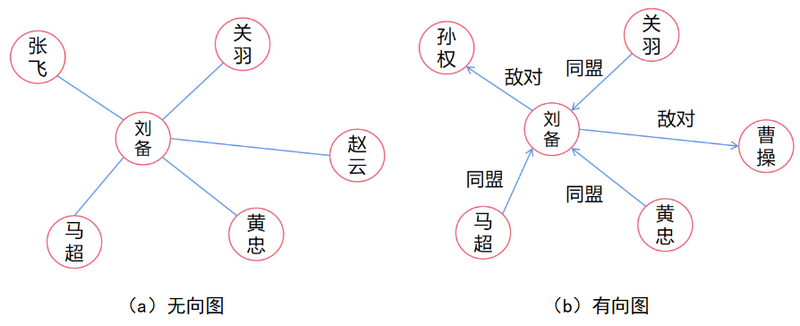 张
飞
关
羽
刘
备
赵
云
马
超
黄
忠
(a) 无向图
孙
权
关
羽
敌对
同盟
刘
备
敌对
曹
操
同盟
同盟
马
超
黄
忠
(b) 有向图